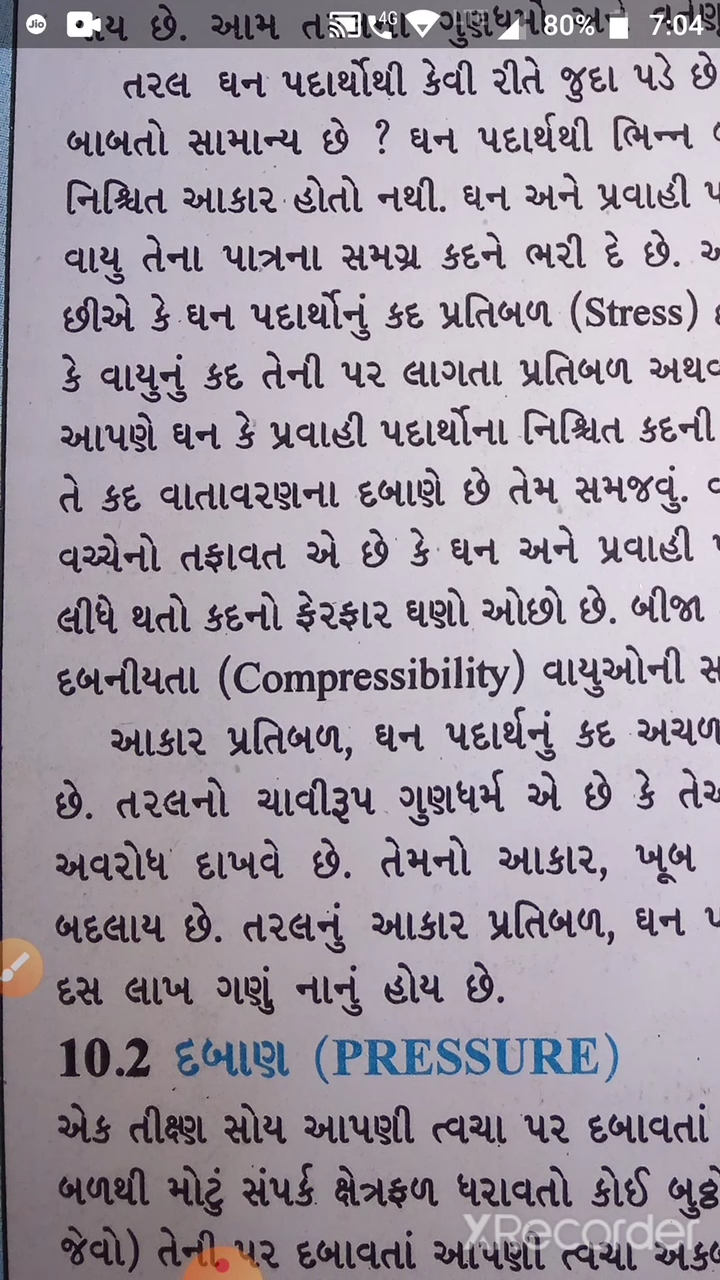 Jio 4G 80% 7:04
છે. આમ
તરલ ઘન પદાર્થોથી કેવી રીતે જુદા પડે છે
બાબતો સામાન્ય છે ? ઘન પદાર્થથી ભિન્ન
નિશ્ચિત આકાર હોતો નથી. ઘન અને પ્રવાહી
વાયુ તેના પાત્રના સમગ્ર કદને ભરી દે છે.
છીએ કે ઘન પદાર્થોનું કદ પ્રતિબળ (Stress)
કે વાયુનું કદ તેની પર લાગતા પ્રતિબળ
આપણે ઘન કે પ્રવાહી પદાર્થોના નિશ્ચિત કદની
તે કદ વાતાવરણના દબાણે છે તેમ સમજવું.
વચ્ચેનો તફાવત એ છે કે ઘન અને પ્રવાહી
લીધે થતો કદનો ફેરફાર ઘણો ઓછો છે. બીજા
દબનીયતા (Compressibility) વાયુઓની
આકાર પ્રતિબળ, ઘન પદાર્થનું કદ અચળ
છે. તરલનો ચાવીરૂપ ગુણધર્મ એ છે કે
અવરોધ દાખવે છે. તેમનો આકાર, ખૂબ
બદલાય છે. તરલનું આકાર પ્રતિબળ, ઘન
દસ લાખ ગણું નાનું હોય છે.
10.2 દબાણ (PRESSURE)
એક તીક્ષ્ણ સોય આપણી ત્વચા પર દબાવતાં
બળથી મોટું સંપર્ક ક્ષેત્રફળ ધરાવતો કોઈ
જેવો) તેની પર દબાવતાં આપણી ત્વચા
XRecorder